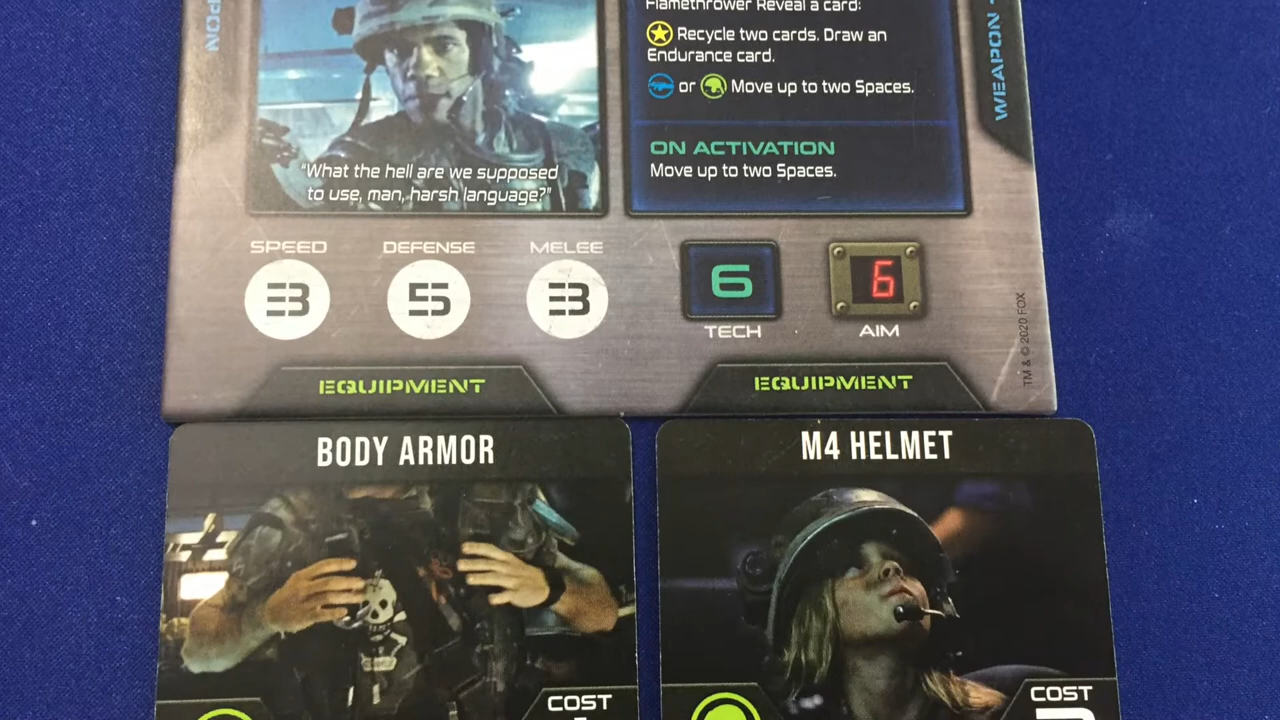 PON
Flamethrower Reveal a card:
Recycle two cards. Draw an
Endurance card.
or Move up to two Spaces.
WEAPON
ON ACTIVATION
Move up to two Spaces.
"What the hell are we supposed
to use, man, harsh language?"
SPEED DEFENSE MELEE
3 5 3
6 6
TECH AIM
TM & © 2020 FOX
EQUIPMENT EQUIPMENT
BODY ARMOR M4 HELMET
COST COST